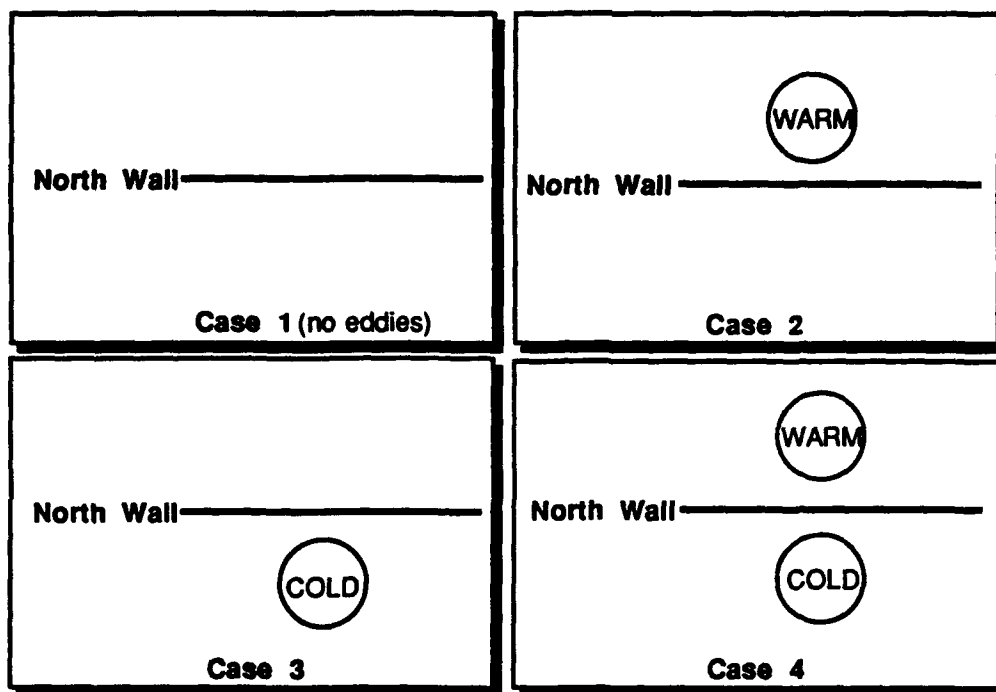 North Wall
Case 1 (no eddies)
WARM
North Wall
Case 2
North Wall
COLD
Case 3
WARM
North Wall
COLD
Case 4